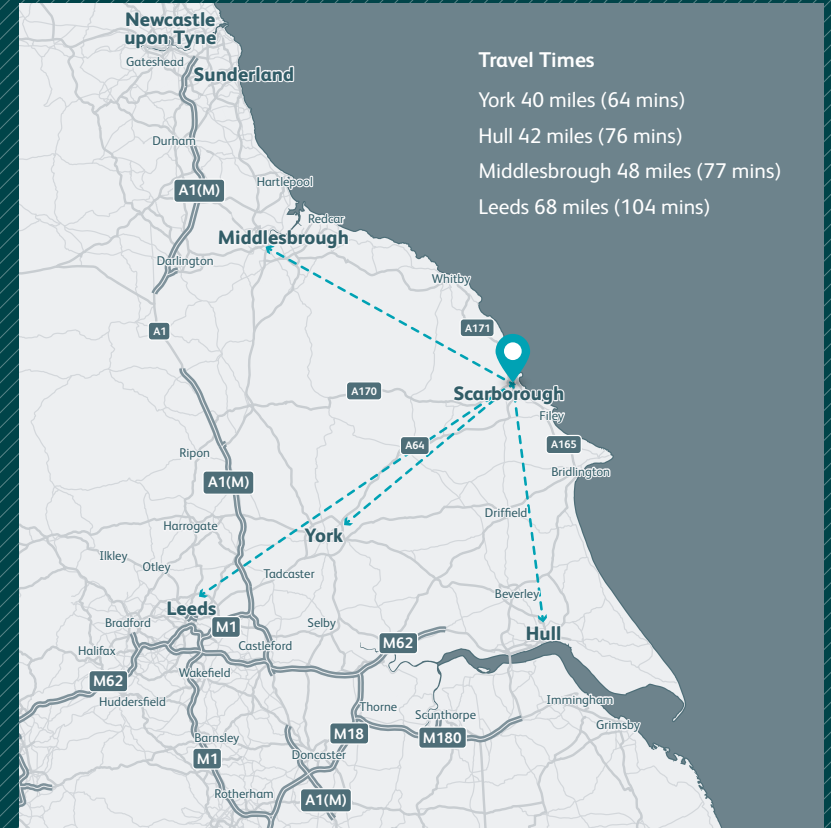 Newcastle
upon Tyne
Gateshead
Sunderland
Travel Times
York 40 miles (64 mins)
Hull 42 miles (76 mins)
Middlesbrough 48 miles (77 mins)
Leeds 68 miles (104 mins)
Durham
A1(M)
Hartlepool
Redcar
Middlesbrough
Darlington
Whitby
A1
A171
A170
Scarborough
Filey
A64
A165
Ripon
Bridlington
A1(M)
Driffield
Harrogate
York
Ilkley
Otley
Tadcaster
Beverley
Leeds
Bradford
M1
Selby
Hull
Halifax
Castleford
M62
Wakefield
M62
Huddersfield
Immingham
Thorne
Scunthorpe
Grimsby
Barnsley
M18
M180
M1
Doncaster
Rotherham
A1(M)